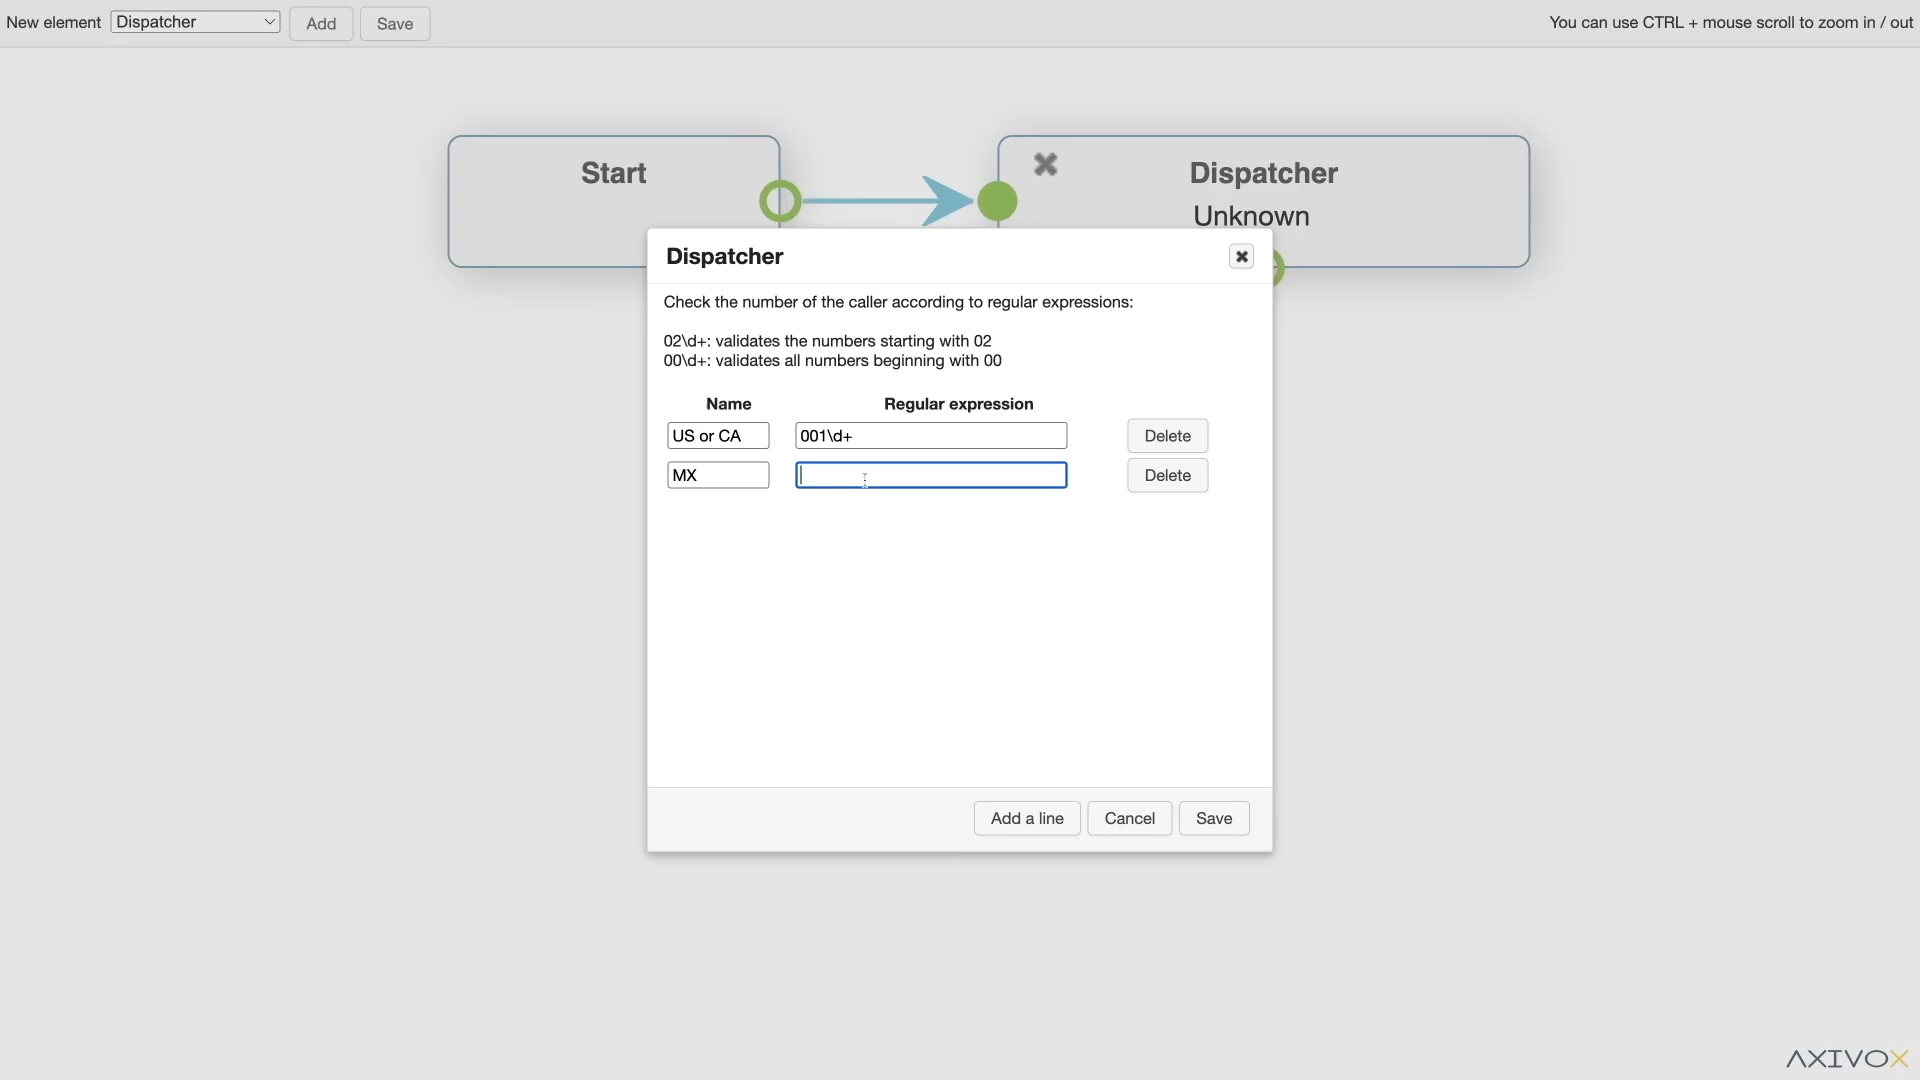 New element Dispatcher Add Save You can use CTRL + mouse scroll to zoom in / out
Start
Dispatcher
Unknown
Dispatcher
Check the number of the caller according to regular expressions:
02\d+: validates the numbers starting with 02
00\d+: validates all numbers beginning with 00
Name Regular expression
US or CA 001\d+ Delete
MX Delete
Add a line Cancel Save
AXIVOX